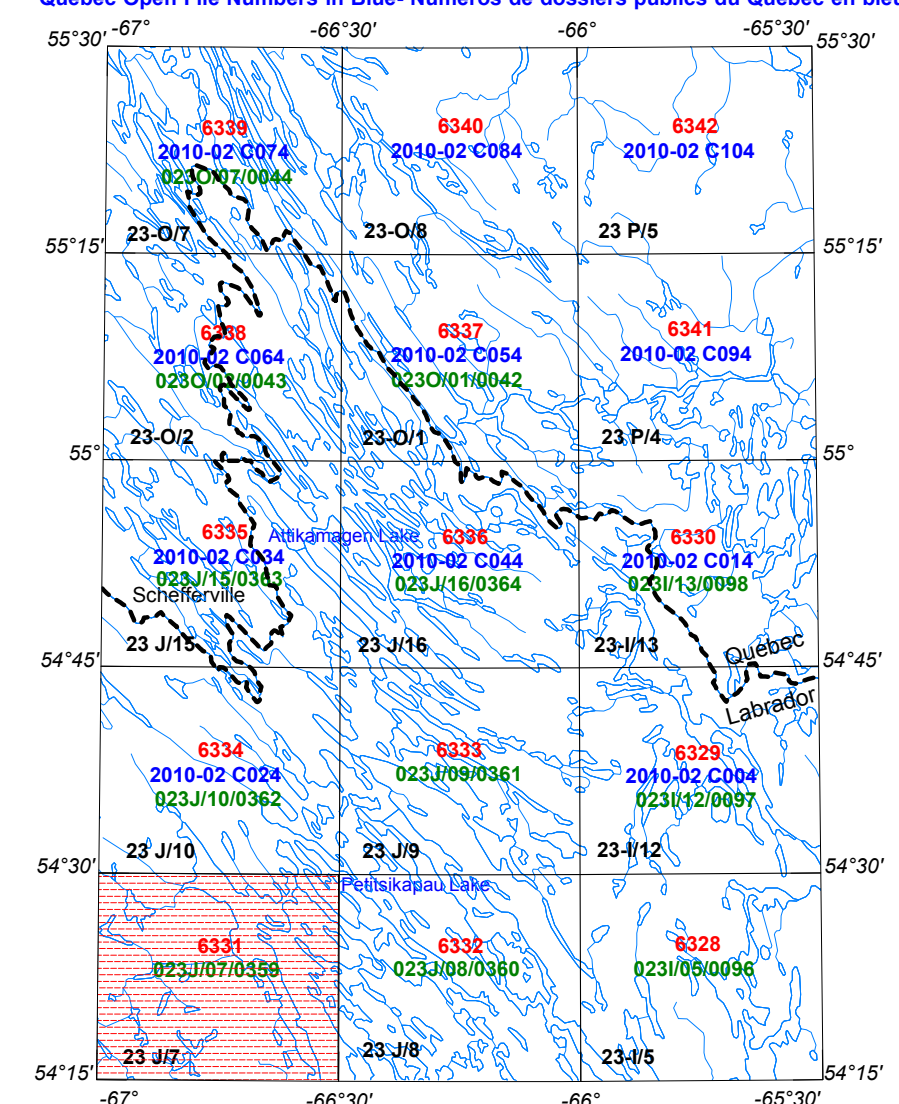 Québec Open File Numbers in Blue- Numéros de dossiers publics du Québec en bleu
55°30' -67° -66°30' -66° -65°30' 55°30'
6339
2010-02 C074
023O/07/0044
23-O/7
6340
2010-02 C084
23-O/8
6342
2010-02 C104
23 P/5
55°15' 55°15'
6338
2010-02 C064
023O/02/0043
23-O/2
6337
2010-02 C054
023O/01/0042
23-O/1
6341
2010-02 C094
23 P/4
55° 55°
6335
2010-02 C034
023J/15/0363
Schefferville
23 J/15
Attikamagen Lake
6336
2010-02 C044
023J/16/0364
23 J/16
6330
2010-02 C014
023I/13/0098
23-I/13
Québec
Labrador
54°45' 54°45'
6334
2010-02 C024
023J/10/0362
23 J/10
6333
023J/09/0361
23 J/9
6329
2010-02 C004
023I/12/0097
23-I/12
54°30' 54°30'
Petitsikapau Lake
6331
023J/07/0359
23 J/7
6332
023J/08/0360
23 J/8
6328
023I/05/0096
23-I/5
54°15' 54°15'
-67° -66°30' -66° -65°30'